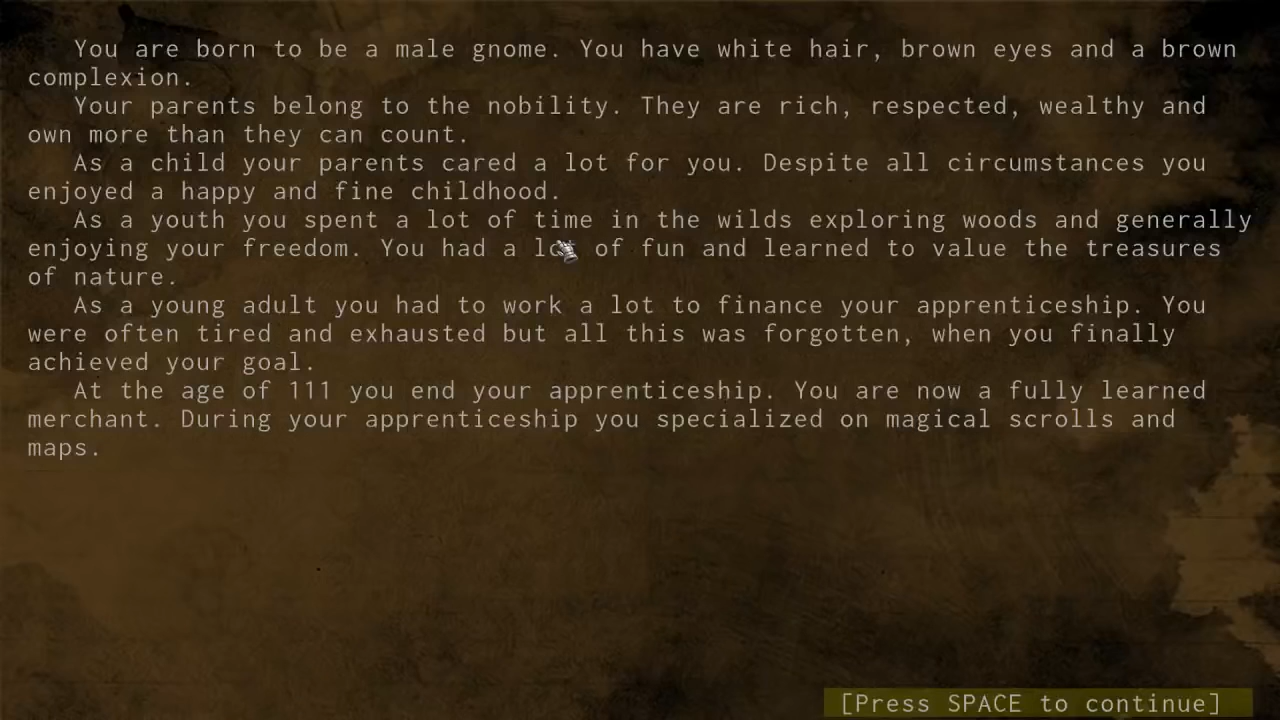 You are born to be a male gnome. You have white hair, brown eyes and a brown
complexion.
Your parents belong to the nobility. They are rich, respected, wealthy and
own more than they can count.
As a child your parents cared a lot for you. Despite all circumstances you
enjoyed a happy and fine childhood.
As a youth you spent a lot of time in the wilds exploring woods and generally
enjoying your freedom. You had a lot of fun and learned to value the treasures
of nature.
As a young adult you had to work a lot to finance your apprenticeship. You
were often tired and exhausted but all this was forgotten, when you finally
achieved your goal.
At the age of 111 you end your apprenticeship. You are now a fully learned
merchant. During your apprenticeship you specialized on magical scrolls and
maps.
[Press SPACE to continue]